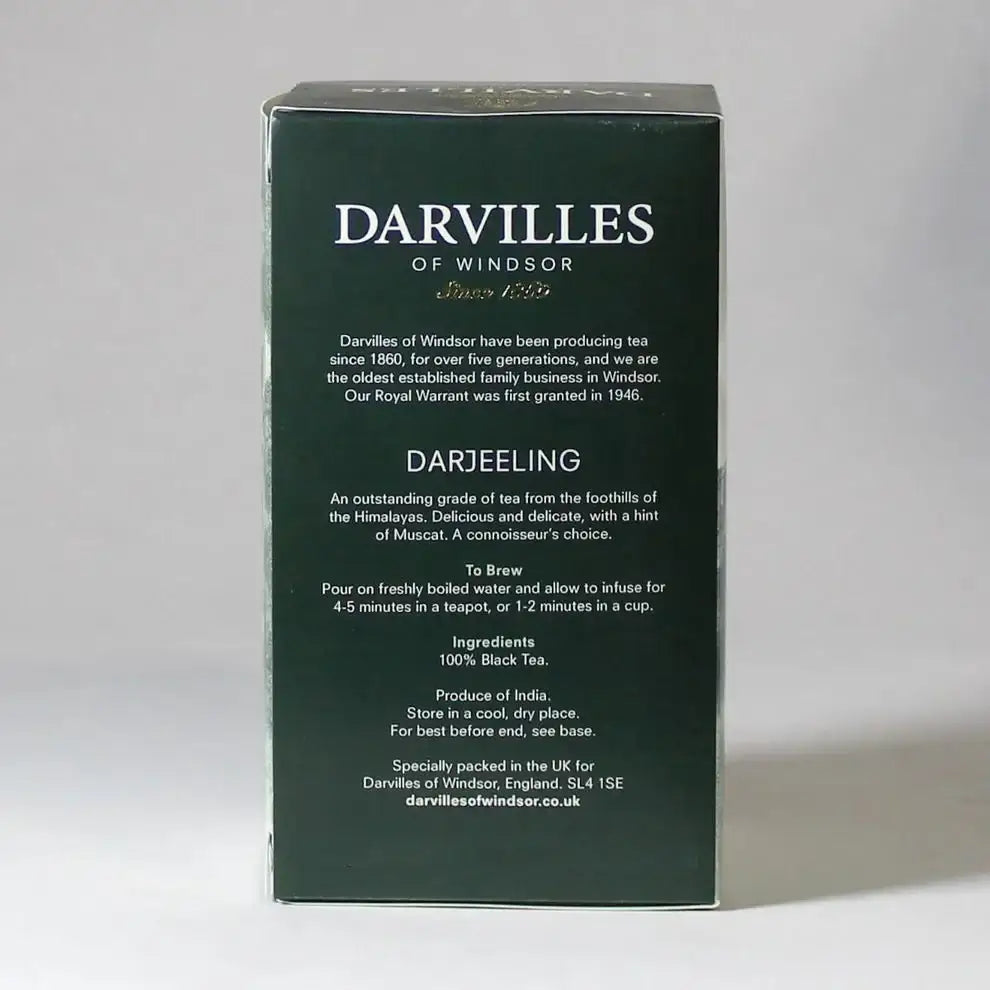 DARVILLES
DARVILLES
OF WINDSOR
Since 1860
Darvilles of Windsor have been producing tea
since 1860, for over five generations, and we are
the oldest established family business in Windsor.
Our Royal Warrant was first granted in 1946.
DARJEELING
An outstanding grade of tea from the foothills of
the Himalayas. Delicious and delicate, with a hint
of Muscat. A connoisseur's choice.
To Brew
Pour on freshly boiled water and allow to infuse for
4-5 minutes in a teapot, or 1-2 minutes in a cup.
Ingredients
100% Black Tea.
Produce of India.
Store in a cool, dry place.
For best before end, see base.
Specially packed in the UK for
Darvilles of Windsor, England. SL4 1SE
darvillesofwindsor.co.uk